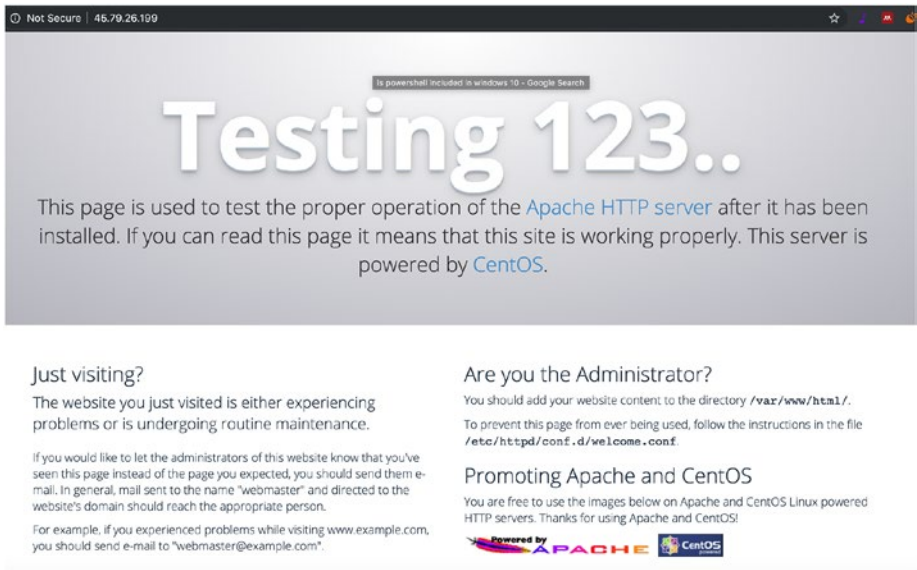 Not Secure | 45.79.26.199
Is powershell included in windows 10 - Google Search
Testing 123..
This page is used to test the proper operation of the Apache HTTP server after it has been
installed. If you can read this page it means that this site is working properly. This server is
powered by CentOS.
Just visiting?
The website you just visited is either experiencing
problems or is undergoing routine maintenance.
If you would like to let the administrators of this website know that you've
seen this page instead of the page you expected, you should send them e-
mail. In general, mail sent to the name "webmaster" and directed to the
website's domain should reach the appropriate person.
For example, if you experienced problems while visiting www.example.com,
you should send e-mail to "webmaster@example.com".
Are you the Administrator?
You should add your website content to the directory /var/www/html/.
To prevent this page from ever being used, follow the instructions in the file
/etc/httpd/conf.d/welcome.conf.
Promoting Apache and CentOS
You are free to use the images below on Apache and CentOS Linux powered
HTTP servers. Thanks for using Apache and CentOS!
Powered by
APACHE
CentOS
powered